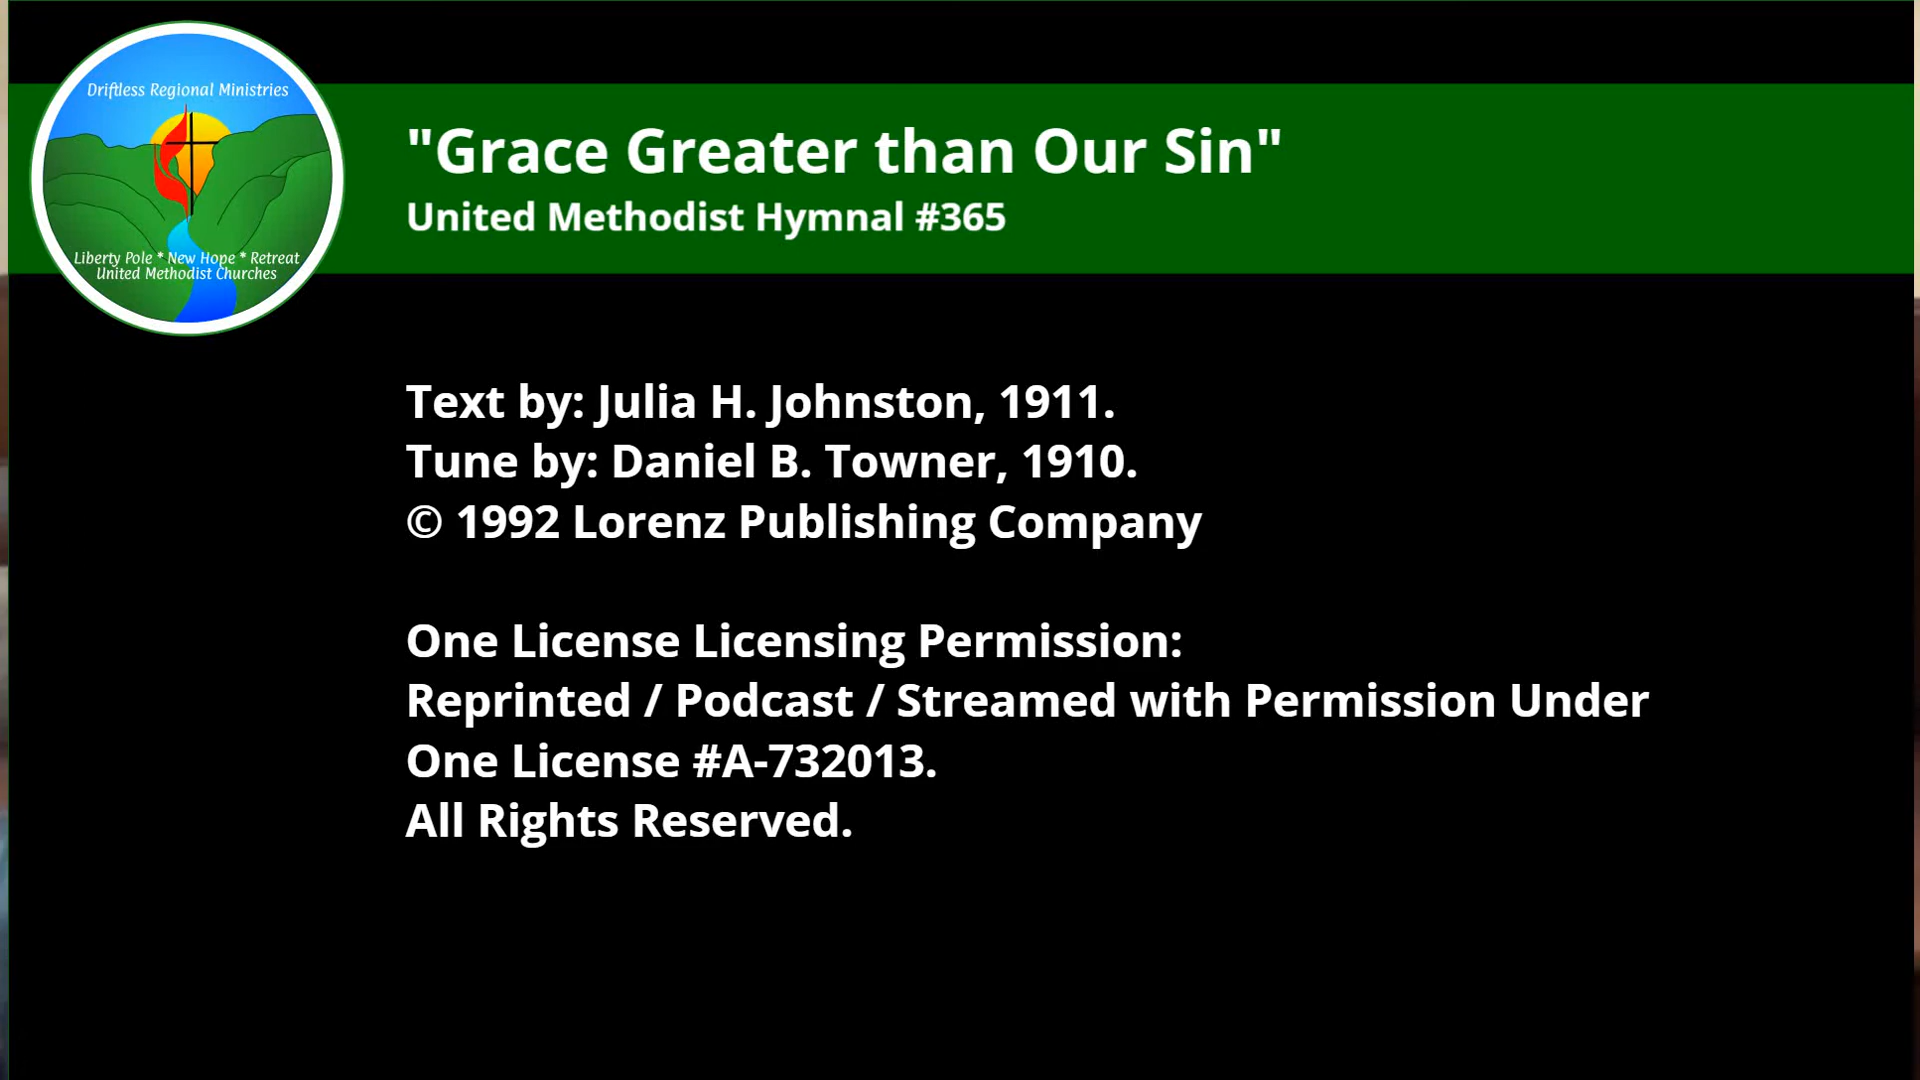 Driftless Regional Ministries
Liberty Pole * New Hope * Retreat
United Methodist Churches
"Grace Greater than Our Sin"
United Methodist Hymnal #365
Text by: Julia H. Johnston, 1911.
Tune by: Daniel B. Towner, 1910.
© 1992 Lorenz Publishing Company
One License Licensing Permission:
Reprinted / Podcast / Streamed with Permission Under
One License #A-732013.
All Rights Reserved.